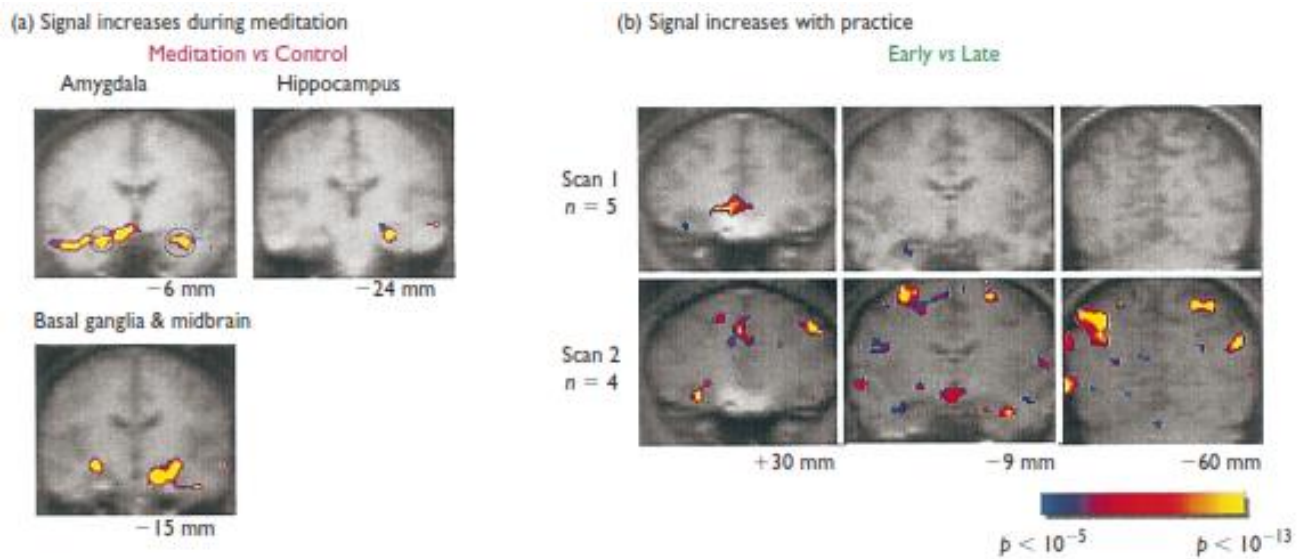 (a) Signal increases during meditation
Meditation vs Control
Amygdala
Hippocampus
−6 mm
−24 mm
Basal ganglia & midbrain
−15 mm
(b) Signal increases with practice
Early vs Late
Scan 1
n = 5
Scan 2
n = 4
+30 mm
−9 mm
−60 mm
p < 10⁻⁵
p < 10⁻¹³